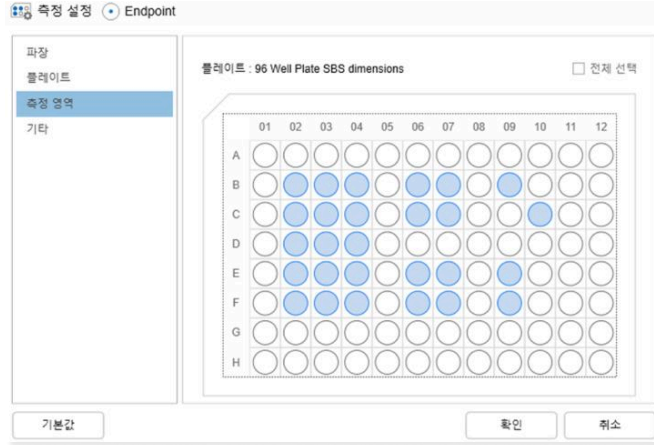 측정 설정 Endpoint
파장
플레이트
측정 영역
기타
플레이트 : 96 Well Plate SBS dimensions
전체 선택
01 02 03 04 05 06 07 08 09 10 11 12
A
B
C
D
E
F
G
H
기본값
확인
취소